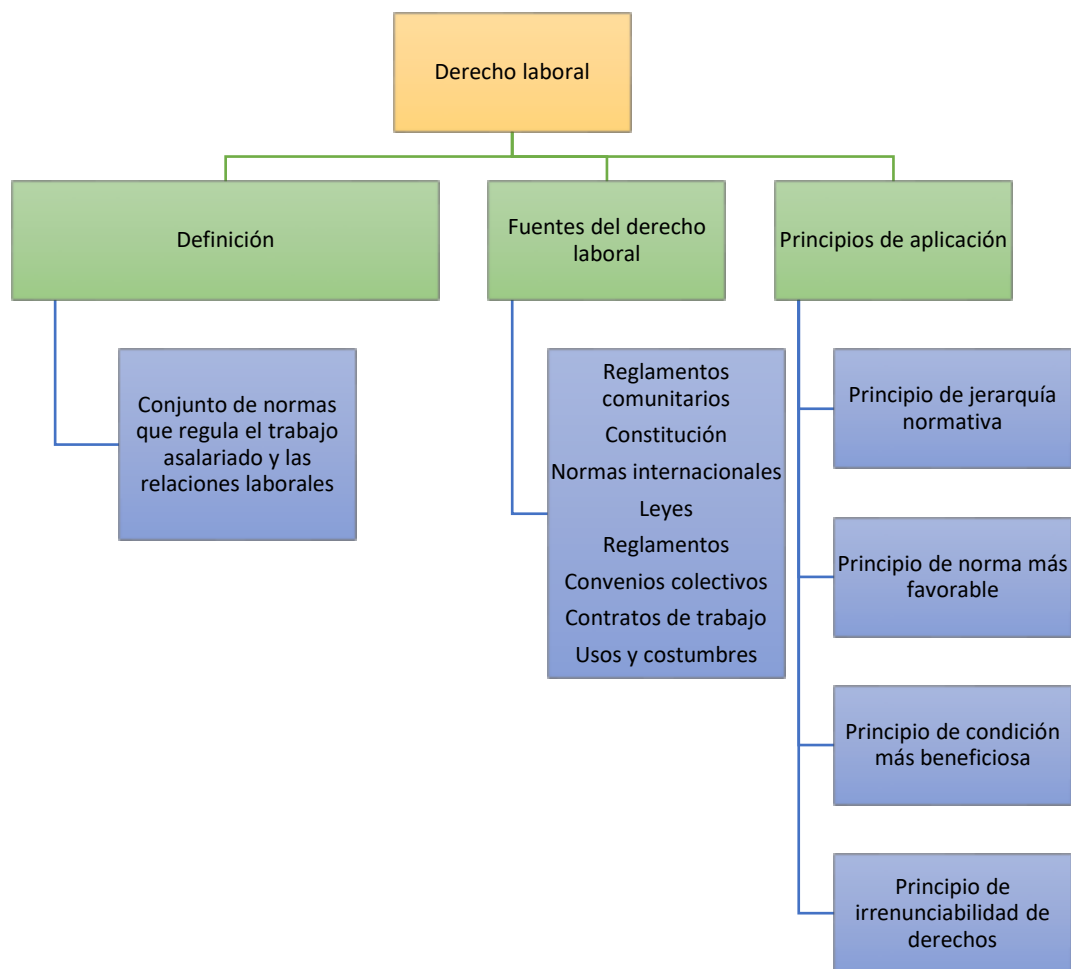 Derecho laboral
Definición
Conjunto de normas
que regula el trabajo
asalariado y las
relaciones laborales
Fuentes del derecho
laboral
Reglamentos
comunitarios
Constitución
Normas internacionales
Leyes
Reglamentos
Convenios colectivos
Contratos de trabajo
Usos y costumbres
Principios de aplicación
Principio de jerarquía
normativa
Principio de norma más
favorable
Principio de condición
más beneficiosa
Principio de
irrenunciabilidad de
derechos